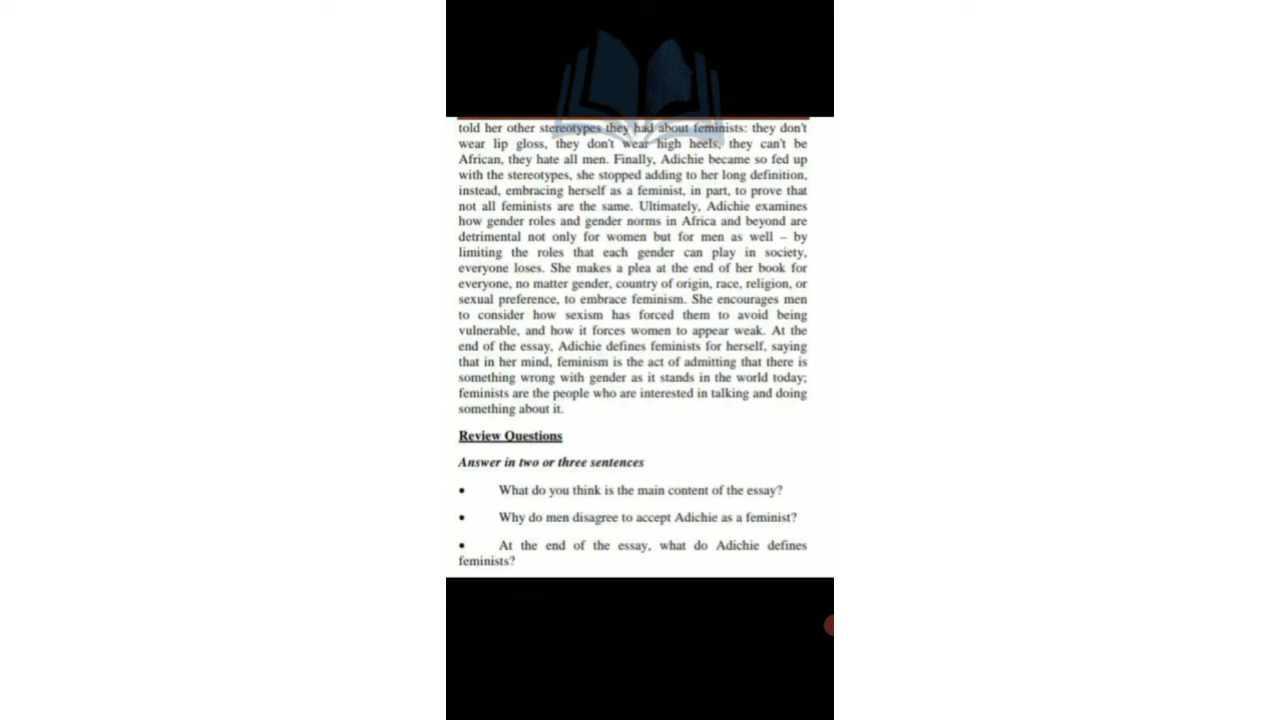 told her other stereotypes they had about feminists: they don't
wear lip gloss, they don't wear high heels, they can't be
African, they hate all men. Finally, Adichie became so fed up
with the stereotypes, she stopped adding to her long definition,
instead, embracing herself as a feminist, in part, to prove that
not all feminists are the same. Ultimately, Adichie examines
how gender roles and gender norms in Africa and beyond are
detrimental not only for women but for men as well – by
limiting the roles that each gender can play in society,
everyone loses. She makes a plea at the end of her book for
everyone, no matter gender, country of origin, race, religion, or
sexual preference, to embrace feminism. She encourages men
to consider how sexism has forced them to avoid being
vulnerable, and how it forces women to appear weak. At the
end of the essay, Adichie defines feminists for herself, saying
that in her mind, feminism is the act of admitting that there is
something wrong with gender as it stands in the world today;
feminists are the people who are interested in talking and doing
something about it.
Review Questions
Answer in two or three sentences
• What do you think is the main content of the essay?
• Why do men disagree to accept Adichie as a feminist?
• At the end of the essay, what do Adichie defines
feminists?